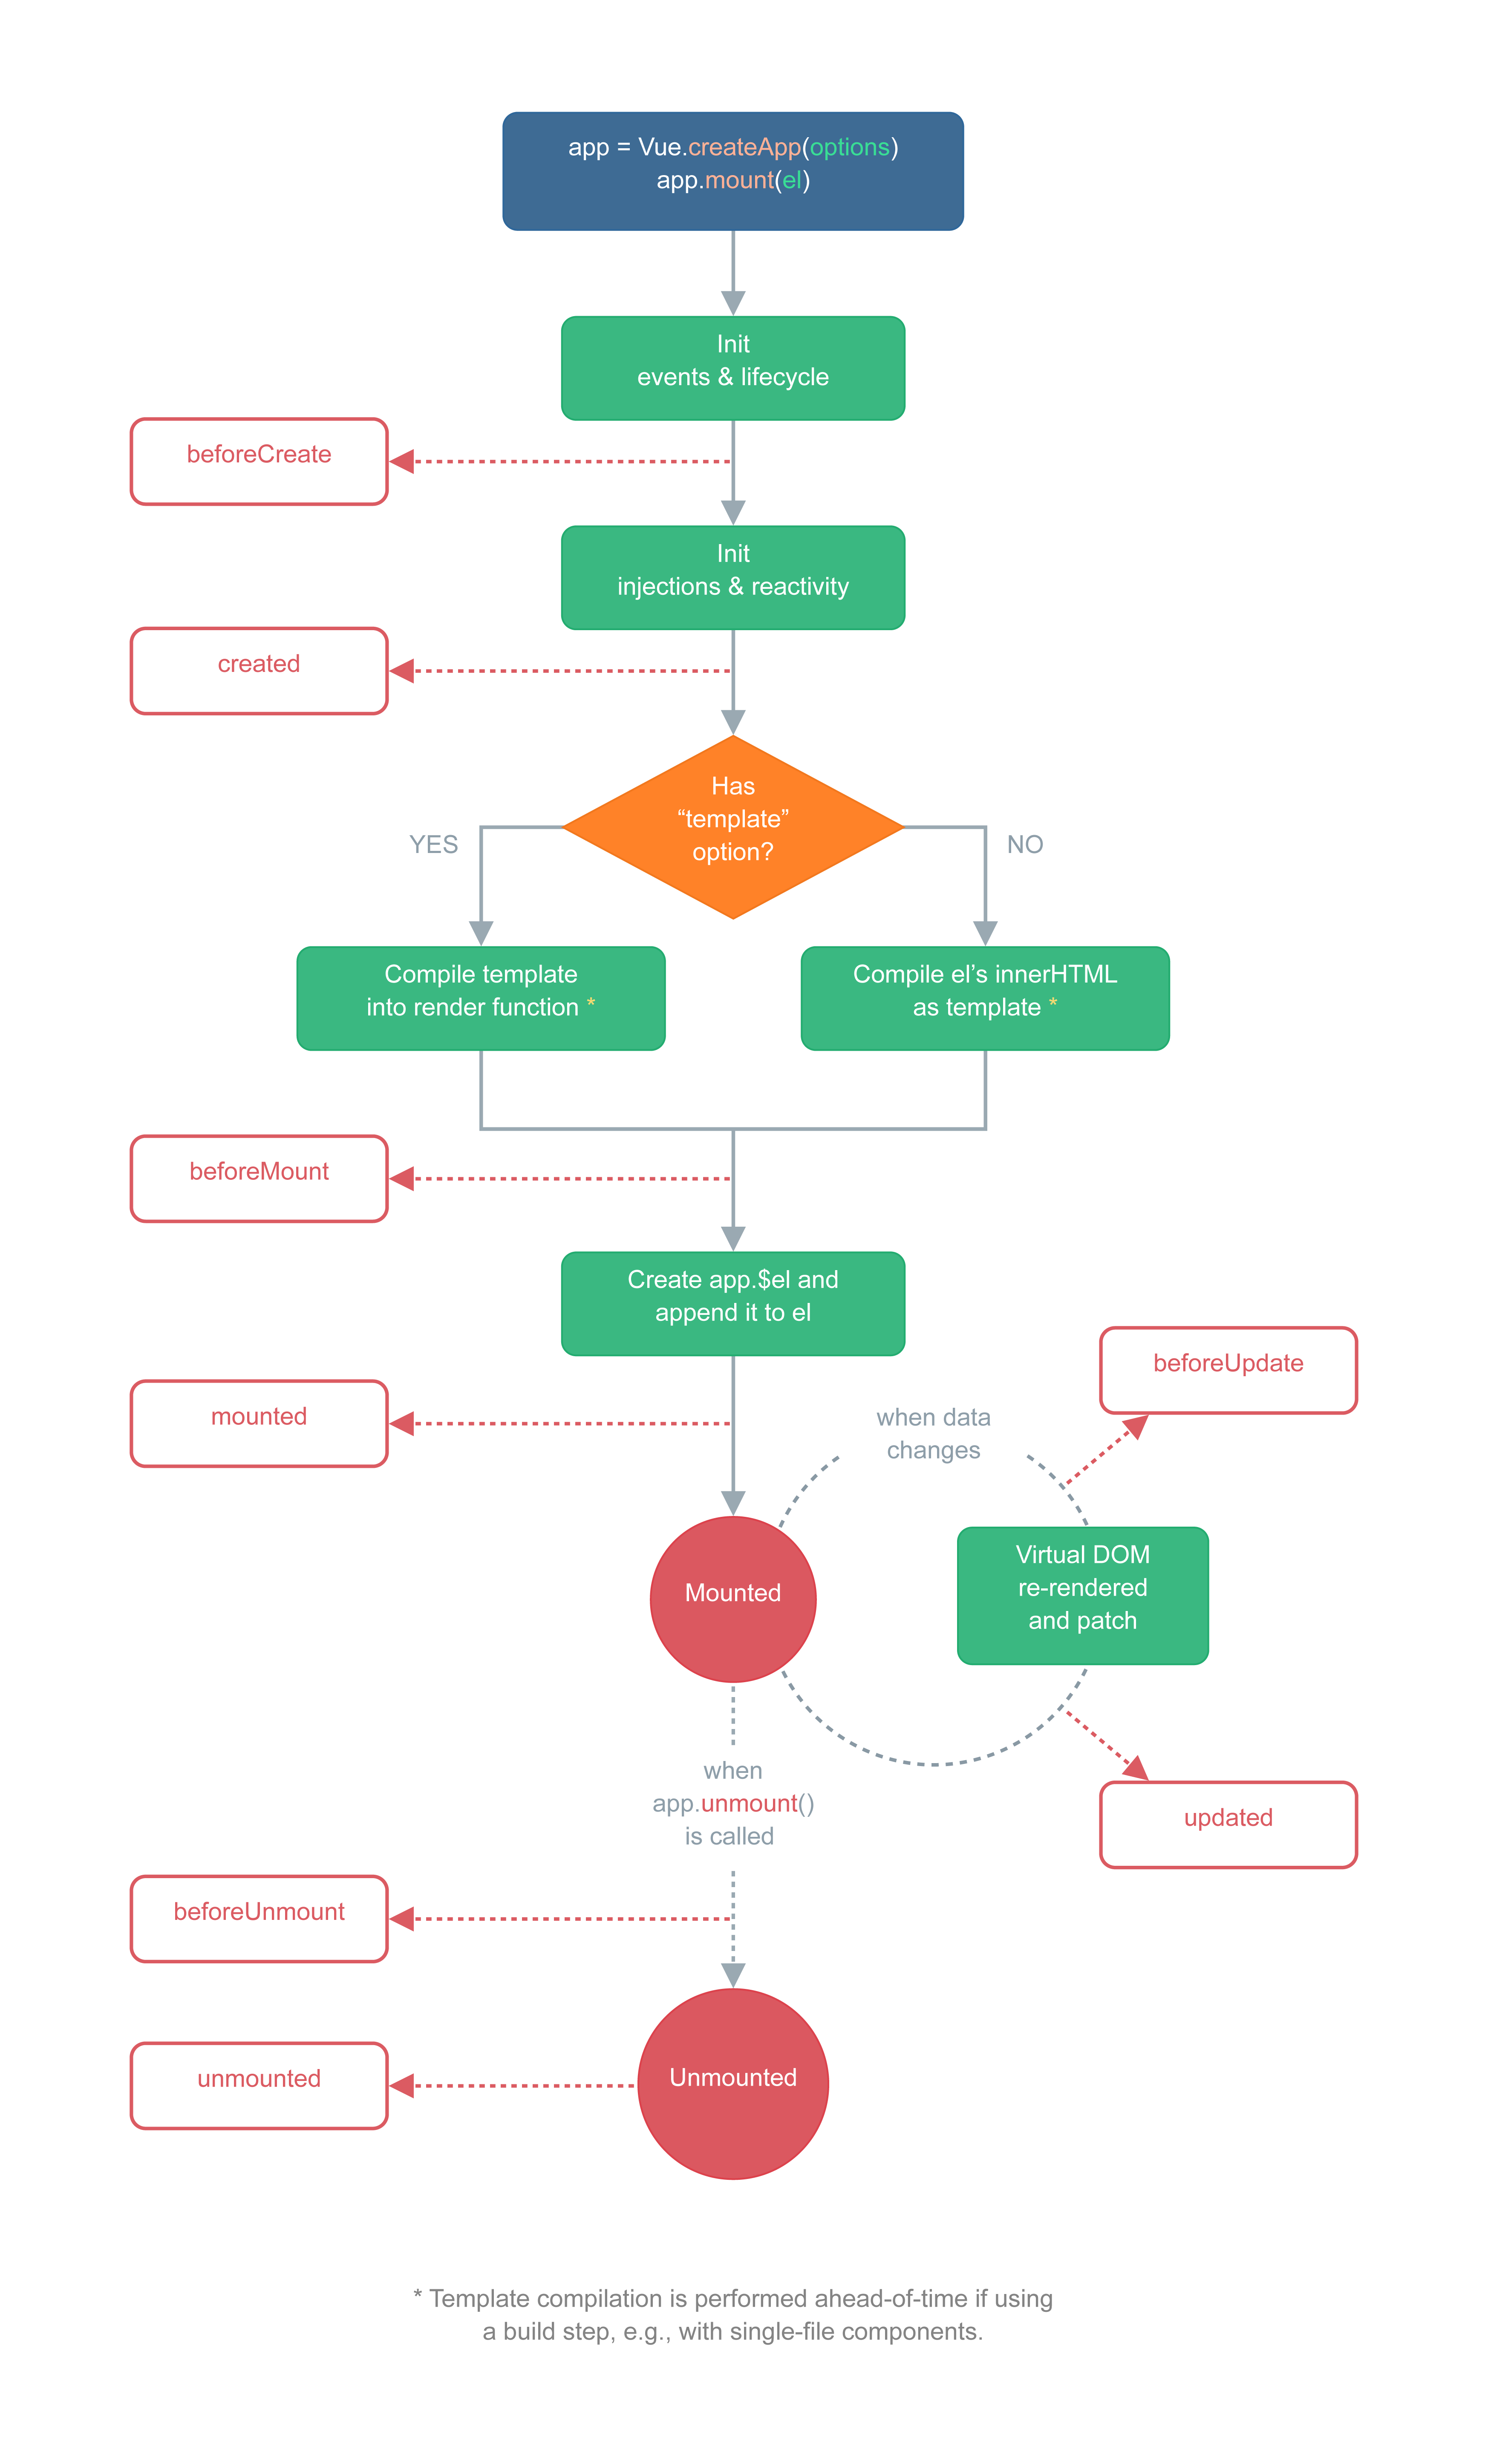 app = Vue.createApp(options)
app.mount(el)
Init
events & lifecycle
beforeCreate
Init
injections & reactivity
created
Has
“template”
option?
YES
NO
Compile template
into render function *
Compile el’s innerHTML
as template *
beforeMount
Create app.$el and
append it to el
mounted
beforeUpdate
when data
changes
Mounted
Virtual DOM
re-rendered
and patch
when
app.unmount()
is called
updated
beforeUnmount
unmounted
Unmounted
* Template compilation is performed ahead-of-time if using
a build step, e.g., with single-file components.